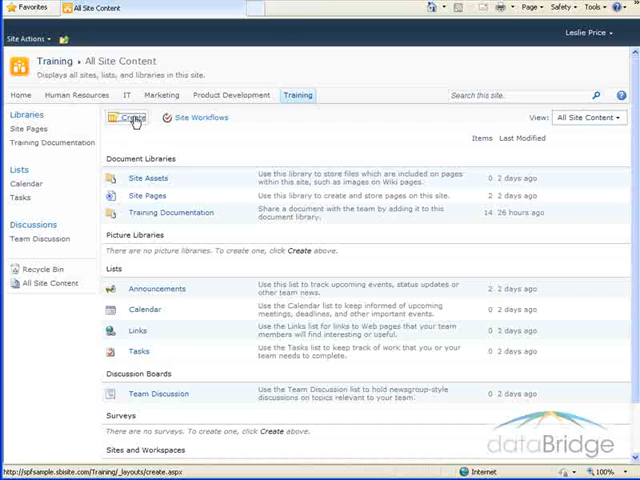 Favorites
All Site Content
Page
Safety
Tools
Site Actions
Leslie Price
Training ▸ All Site Content
Displays all sites, lists, and libraries in this site.
Home
Human Resources
IT
Marketing
Product Development
Training
Search this site...
Libraries
Site Pages
Training Documentation
Lists
Calendar
Tasks
Discussions
Team Discussion
Recycle Bin
All Site Content
Create
Site Workflows
View:
All Site Content
Items
Last Modified
Document Libraries
Site Assets
Use this library to store files which are included on pages
within this site, such as images on Wiki pages.
0
2 days ago
Site Pages
Use this library to create and store pages on this site.
2
2 days ago
Training Documentation
Share a document with the team by adding it to this
document library.
14
26 hours ago
Picture Libraries
There are no picture libraries. To create one, click Create above.
Lists
Announcements
Use this list to track upcoming events, status updates or
other team news.
2
2 days ago
Calendar
Use the Calendar list to keep informed of upcoming
meetings, deadlines, and other important events.
0
2 days ago
Links
Use the Links list for links to Web pages that your team
members will find interesting or useful.
0
2 days ago
Tasks
Use the Tasks list to keep track of work that you or your
team needs to complete.
0
2 days ago
Discussion Boards
Team Discussion
Use the Team Discussion list to hold newsgroup-style
discussions on topics relevant to your team.
0
2 days ago
Surveys
There are no surveys. To create one, click Create above.
Sites and Workspaces
dataBridge
http://spfsample.sbisite.com/Training/_layouts/create.aspx
Internet
100%